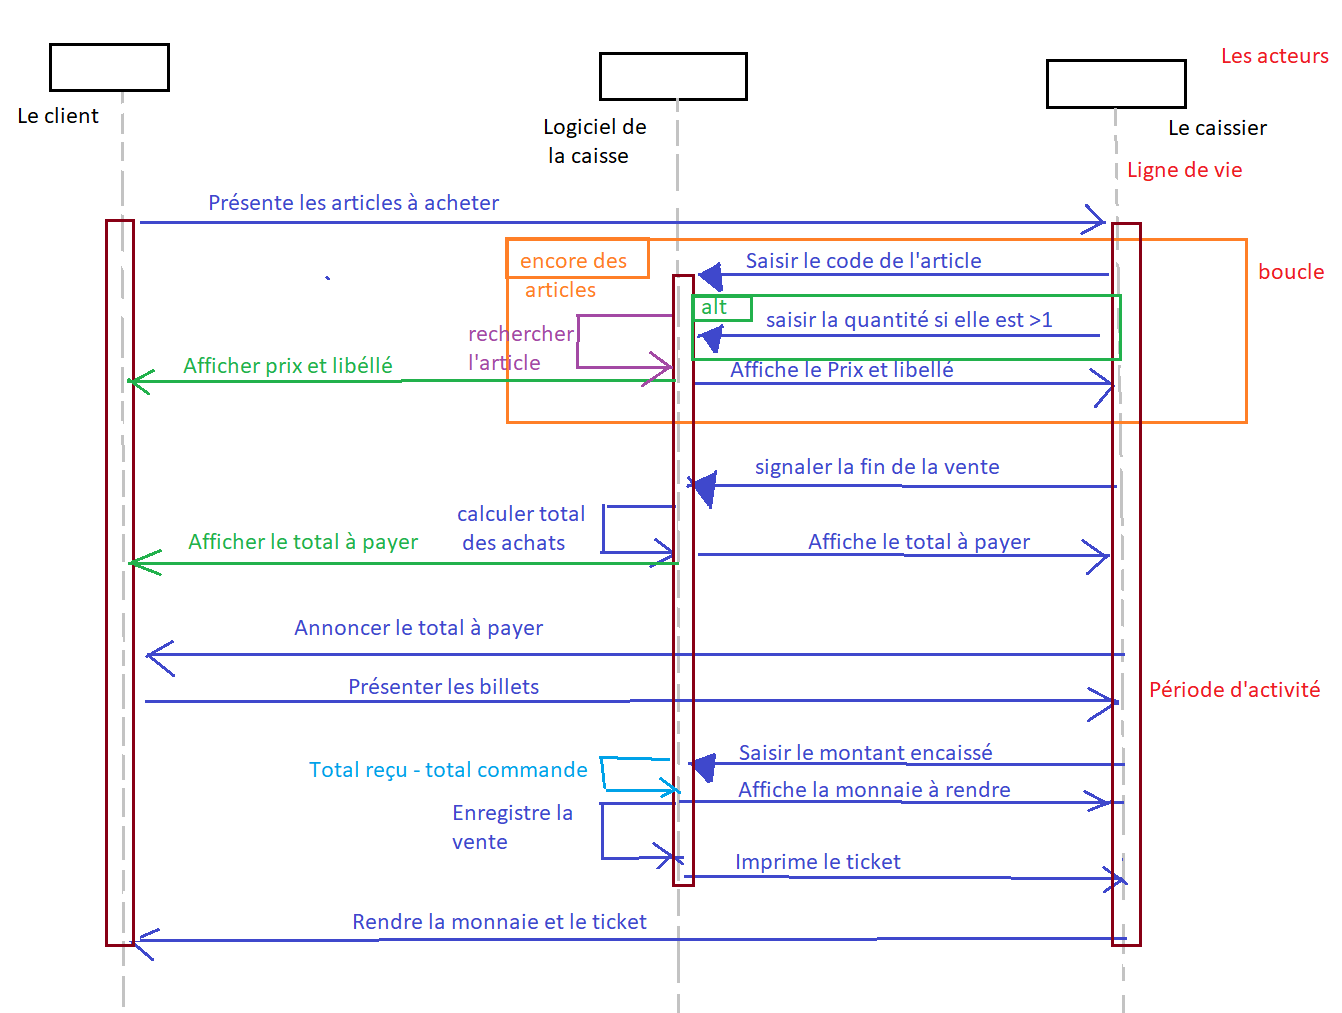 Les acteurs
Le client
Logiciel de
la caisse
Le caissier
Ligne de vie
Présente les articles à acheter
encore des
articles
Saisir le code de l'article
boucle
alt
saisir la quantité si elle est >1
rechercher
l'article
Afficher prix et libéllé
Affiche le Prix et libellé
signaler la fin de la vente
calculer total
des achats
Afficher le total à payer
Affiche le total à payer
Annoncer le total à payer
Présenter les billets
Période d'activité
Saisir le montant encaissé
Total reçu - total commande
Affiche la monnaie à rendre
Enregistre la
vente
Imprime le ticket
Rendre la monnaie et le ticket